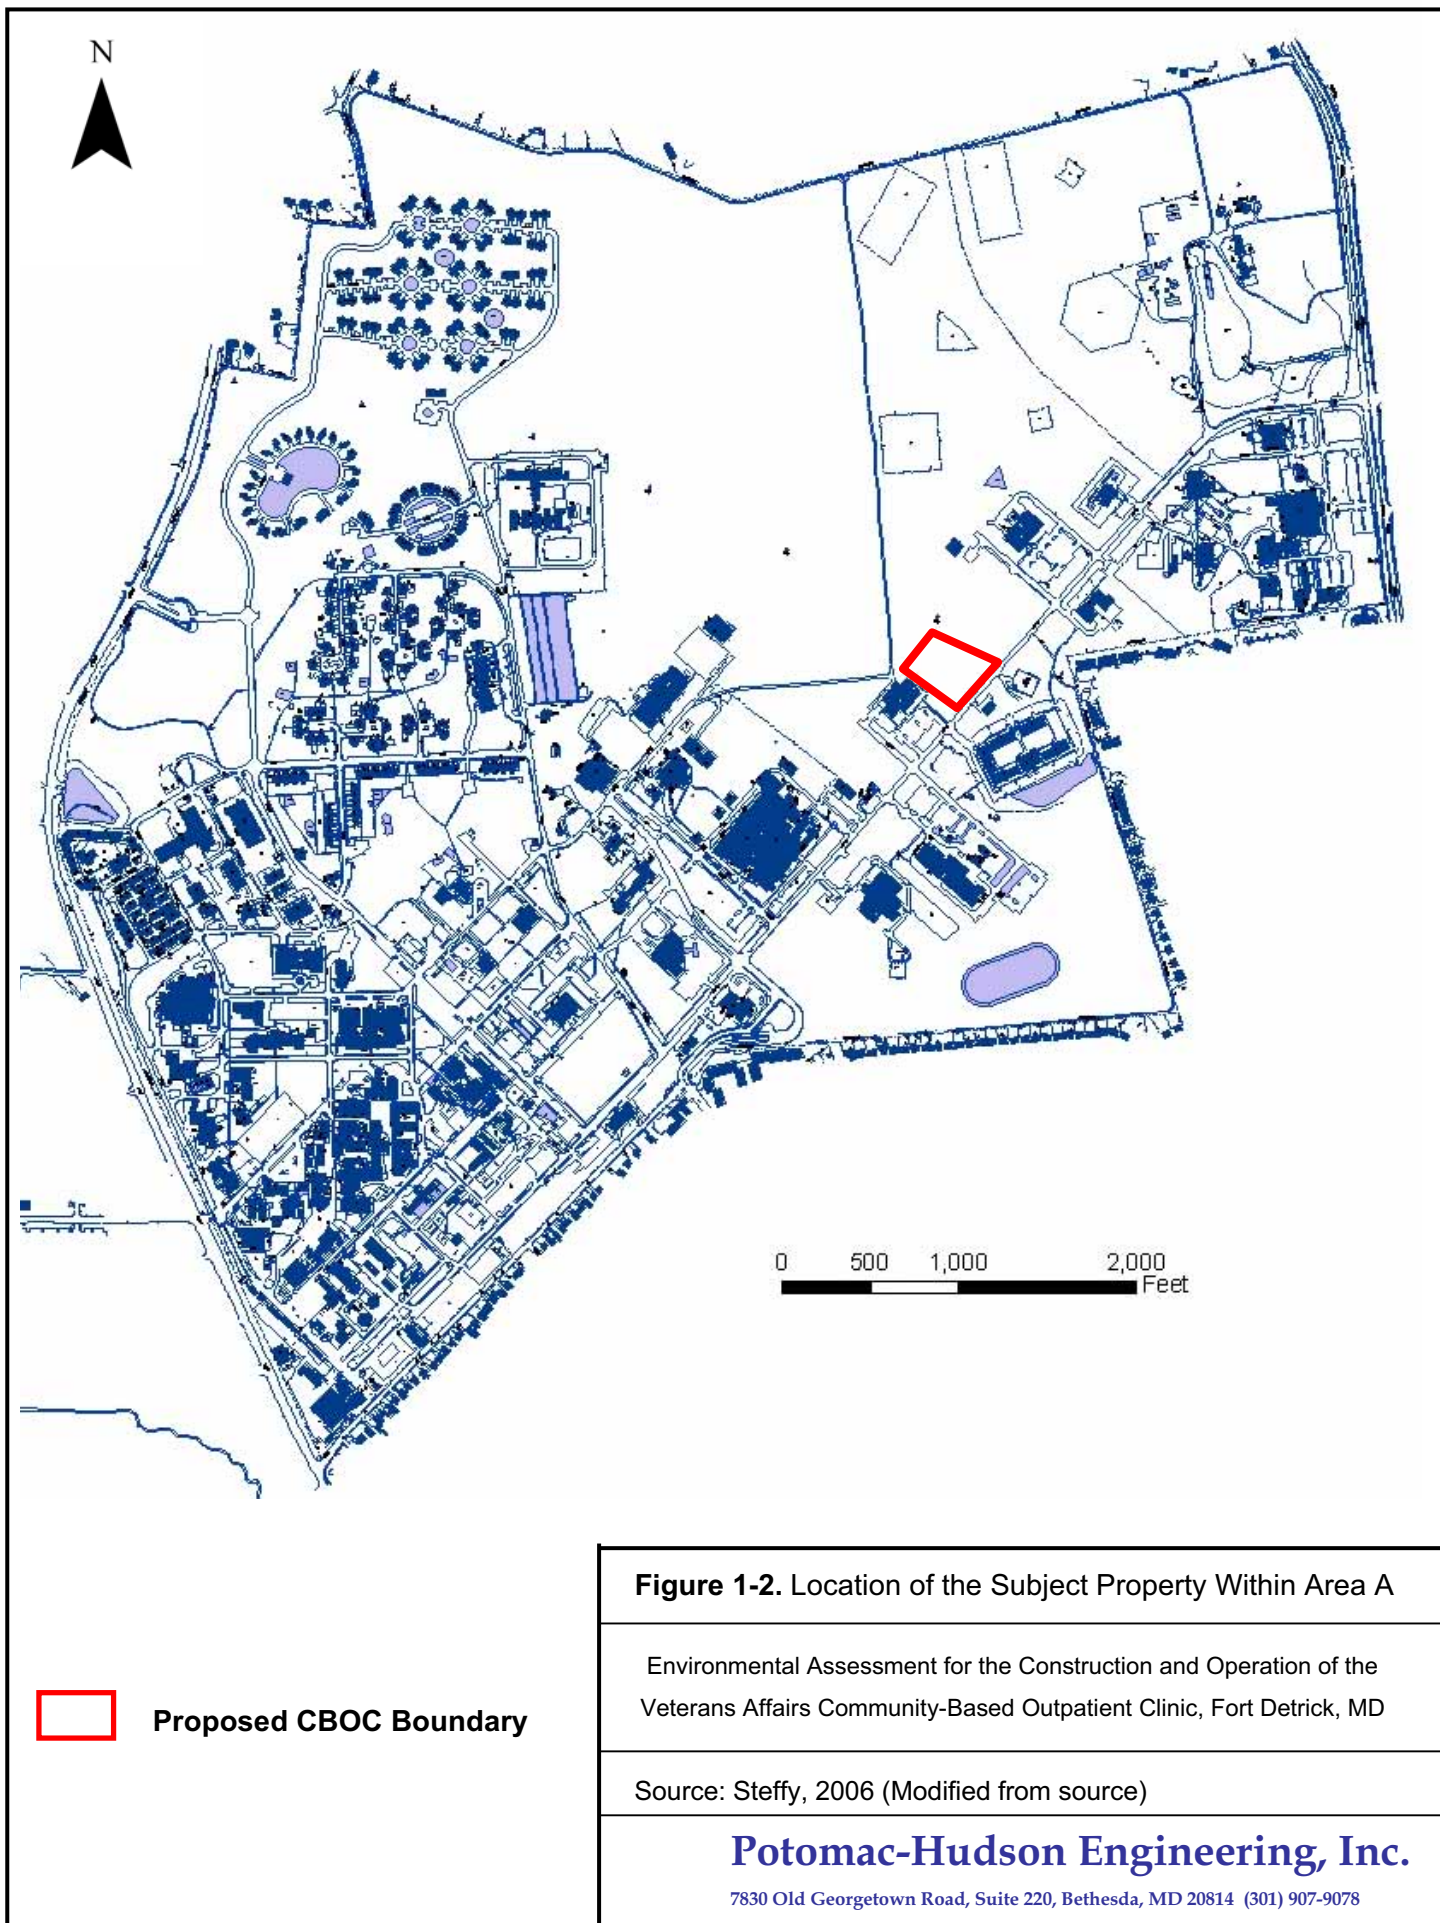 N
0 500 1,000 2,000
Feet
Figure 1-2. Location of the Subject Property Within Area A
Environmental Assessment for the Construction and Operation of the
Veterans Affairs Community-Based Outpatient Clinic, Fort Detrick, MD
Proposed CBOC Boundary
Source: Steffy, 2006 (Modified from source)
Potomac-Hudson Engineering, Inc.
7830 Old Georgetown Road, Suite 220, Bethesda, MD 20814 (301) 907-9078